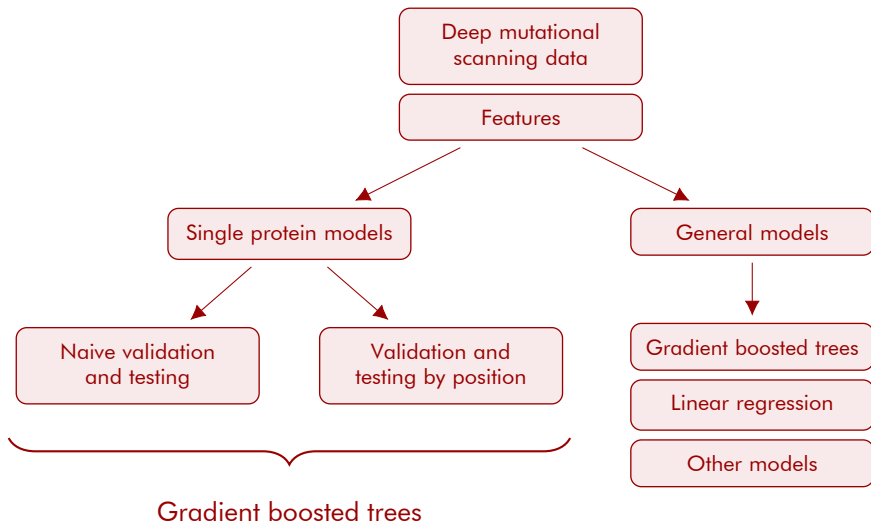 Deep mutational
scanning data
Features
Single protein models
General models
Naive validation
and testing
Validation and
testing by position
Gradient boosted trees
Linear regression
Other models
Gradient boosted trees